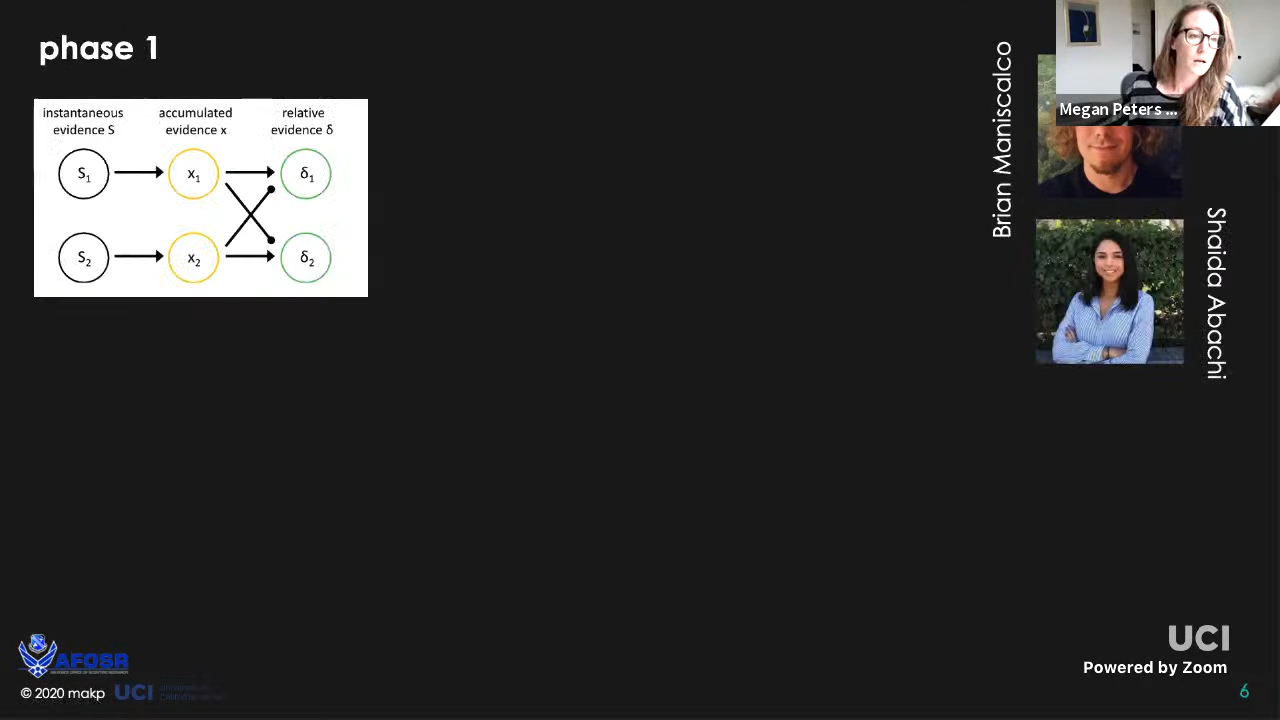 phase 1
instantaneous
evidence S
accumulated
evidence x
relative
evidence δ
S1
x1
δ1
S2
x2
δ2
Brian Maniscalco
Megan Peters ...
Shaida Abachi
AFOSR
© 2020 makp
UCI
UCI
Powered by Zoom
6